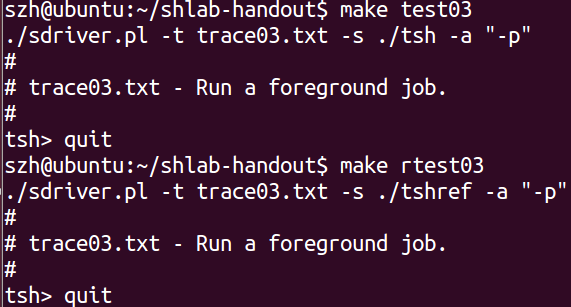 szh@ubuntu:~/shlab-handout$ make test03
./sdriver.pl -t trace03.txt -s ./tsh -a "-p"
#
# trace03.txt - Run a foreground job.
#
tsh> quit
szh@ubuntu:~/shlab-handout$ make rtest03
./sdriver.pl -t trace03.txt -s ./tshref -a "-p"
#
# trace03.txt - Run a foreground job.
#
tsh> quit